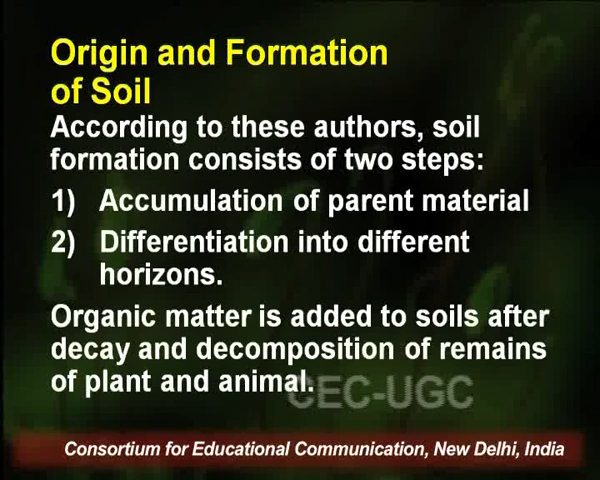 Origin and Formation
of Soil
According to these authors, soil
formation consists of two steps:
1) Accumulation of parent material
2) Differentiation into different
horizons.
Organic matter is added to soils after
decay and decomposition of remains
of plant and animal.
CEC-UGC
Consortium for Educational Communication, New Delhi, India